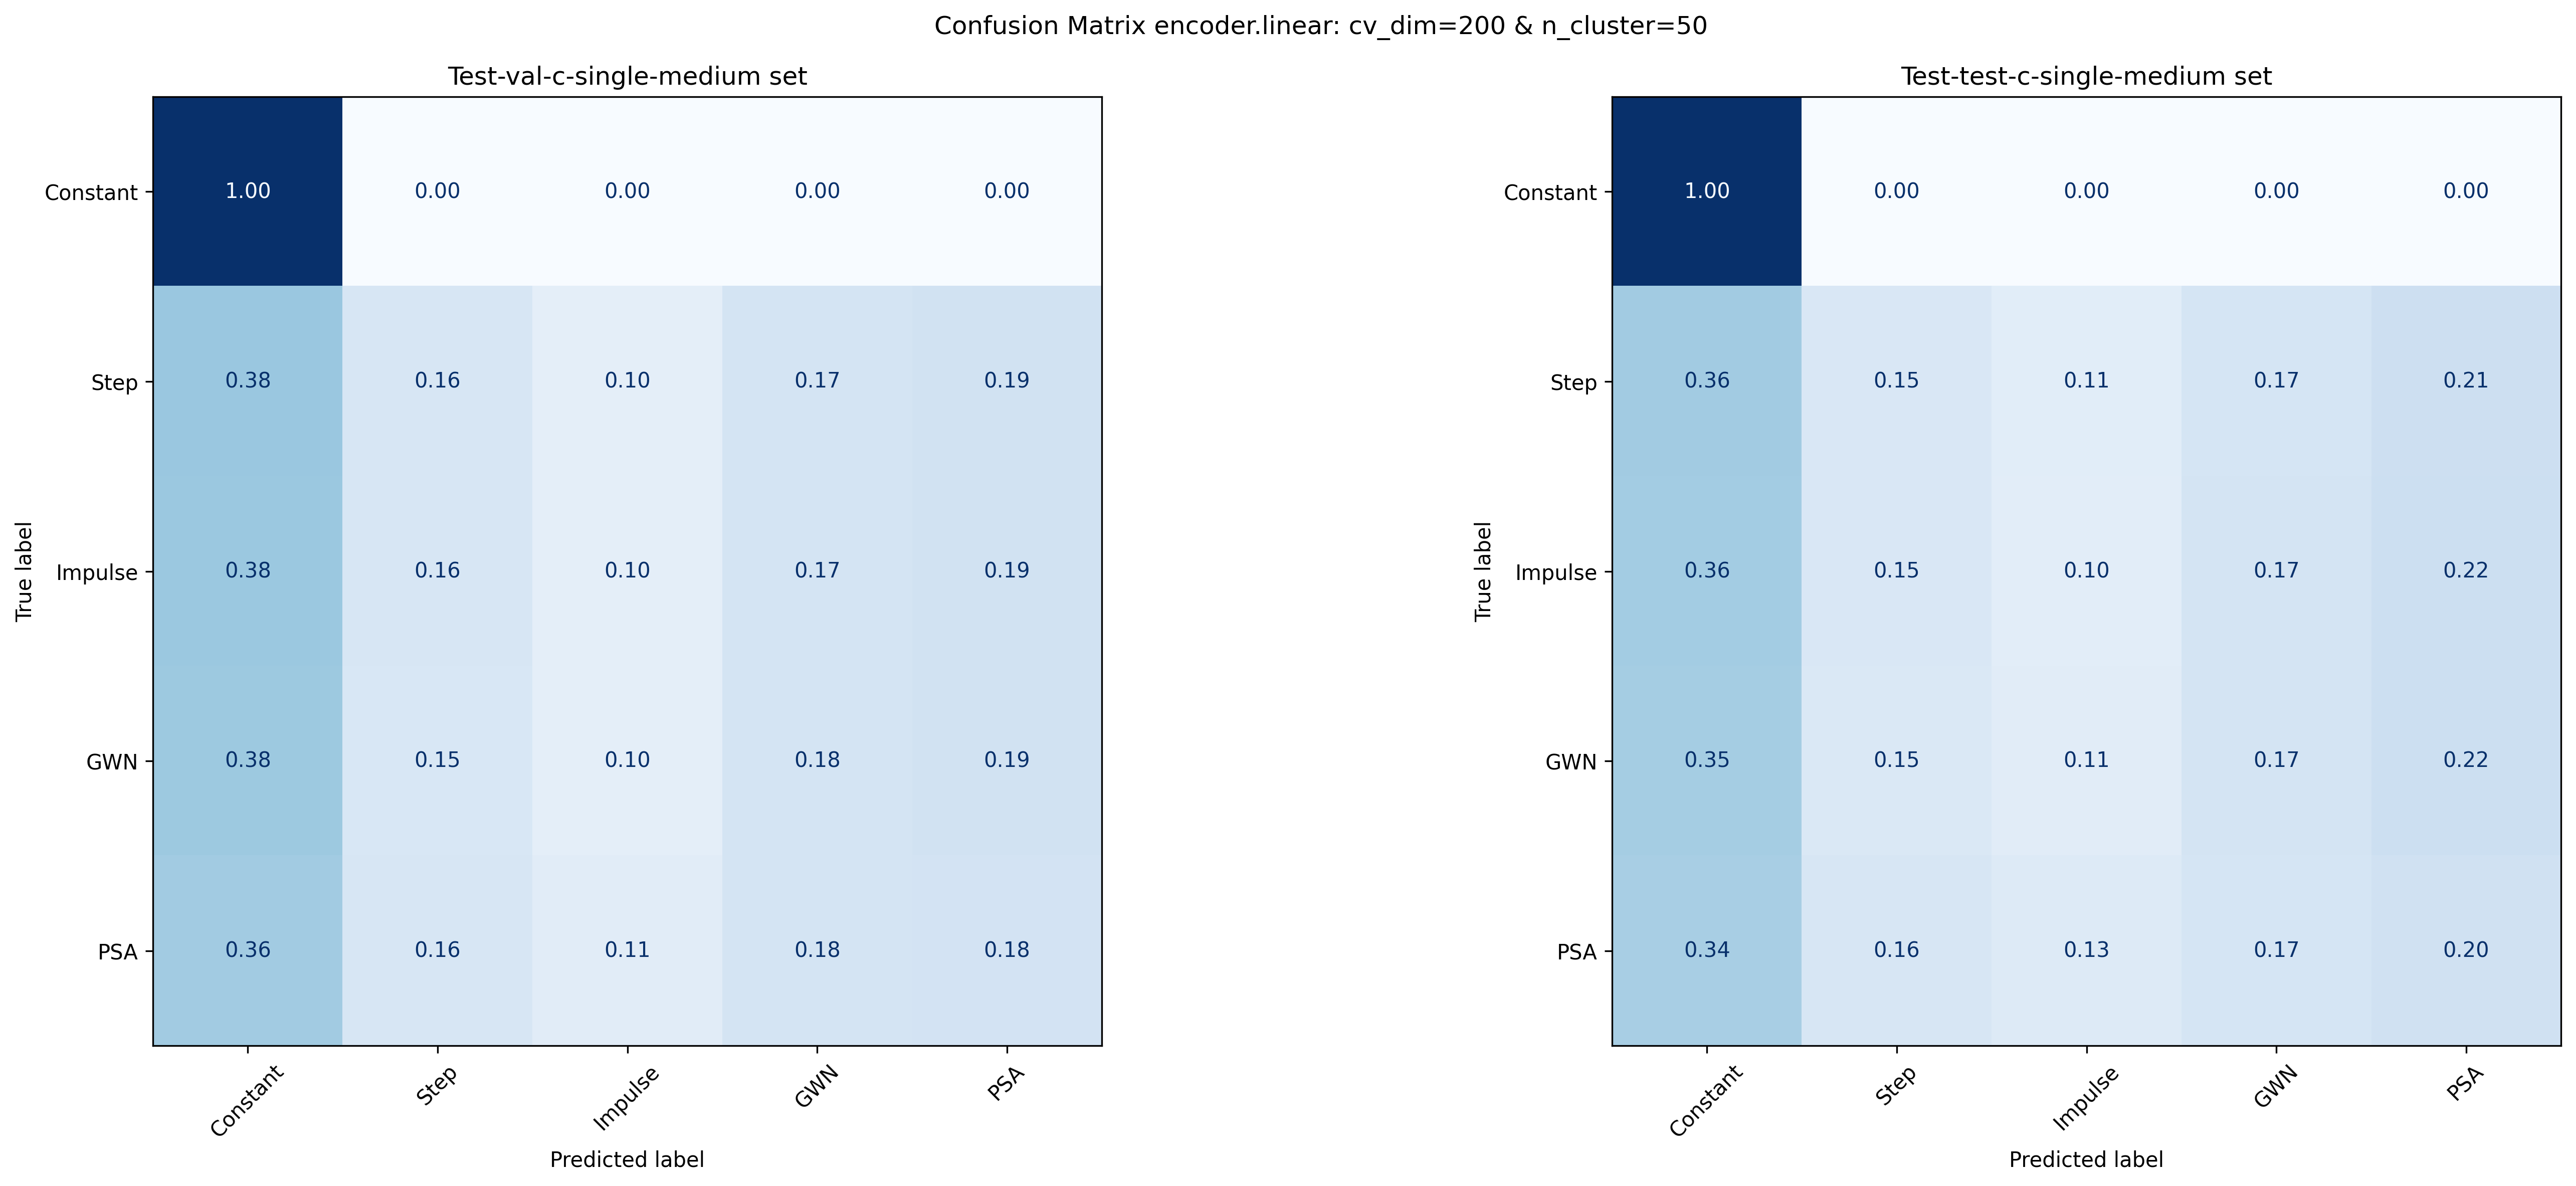 Confusion Matrix encoder.linear: cv_dim=200 & n_cluster=50
Test-val-c-single-medium set
True label
Constant 1.00 0.00 0.00 0.00 0.00
Step 0.38 0.16 0.10 0.17 0.19
Impulse 0.38 0.16 0.10 0.17 0.19
GWN 0.38 0.15 0.10 0.18 0.19
PSA 0.36 0.16 0.11 0.18 0.18
Constant Step Impulse GWN PSA
Predicted label
Test-test-c-single-medium set
True label
Constant 1.00 0.00 0.00 0.00 0.00
Step 0.36 0.15 0.11 0.17 0.21
Impulse 0.36 0.15 0.10 0.17 0.22
GWN 0.35 0.15 0.11 0.17 0.22
PSA 0.34 0.16 0.13 0.17 0.20
Constant Step Impulse GWN PSA
Predicted label